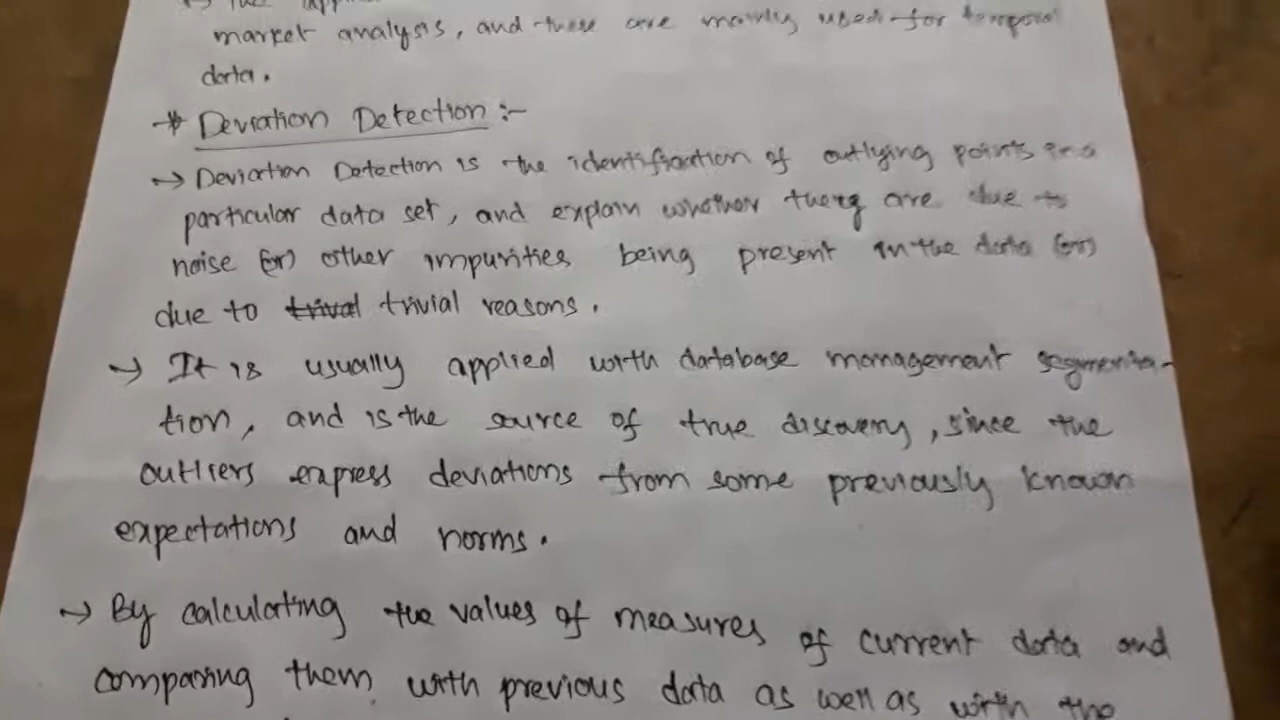 → The appli
market analysis, and these are mainly used for temporal
data.
* Deviation Detection :-
→ Deviation Detection is the identification of outlying points in a
particular data set, and explain whether they are due to
noise (or) other impurities being present in the data (or)
due to trival trivial reasons.
→ It is usually applied with database management segmenta-
tion, and is the source of true discovery, since the
outliers express deviations from some previously known
expectations and norms.
→ By calculating the values of measures of current data and
comparing them with previous data as well as with the